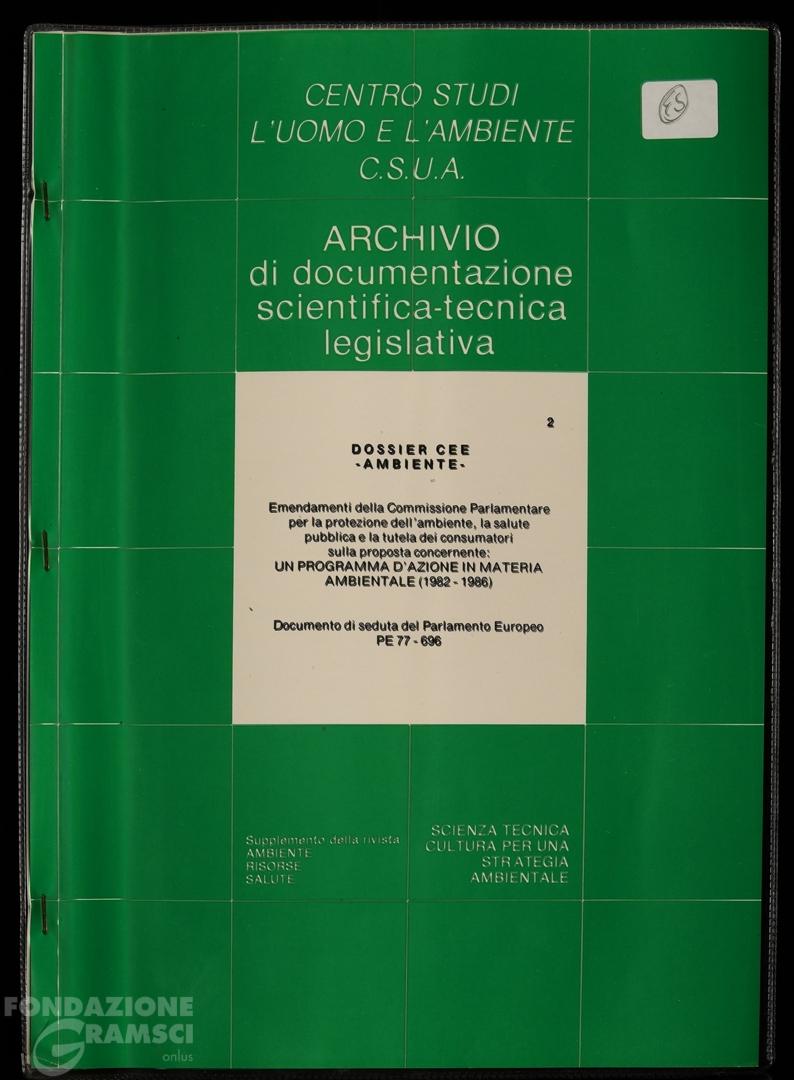 CENTRO STUDI
L'UOMO E L'AMBIENTE
C.S.U.A.
ARCHIVIO
di documentazione
scientifica-tecnica
legislativa
2
DOSSIER CEE
-AMBIENTE-
Emendamenti della Commissione Parlamentare
per la protezione dell'ambiente, la salute
pubblica e la tutela dei consumatori
sulla proposta concernente:
UN PROGRAMMA D'AZIONE IN MATERIA
AMBIENTALE (1982 - 1986)
Documento di seduta del Parlamento Europeo
PE 77 - 696
Supplemento della rivista
AMBIENTE
RISORSE
SALUTE
SCIENZA TECNICA
CULTURA PER UNA
STRATEGIA
AMBIENTALE
FONDAZIONE
GRAMSCI
onlus